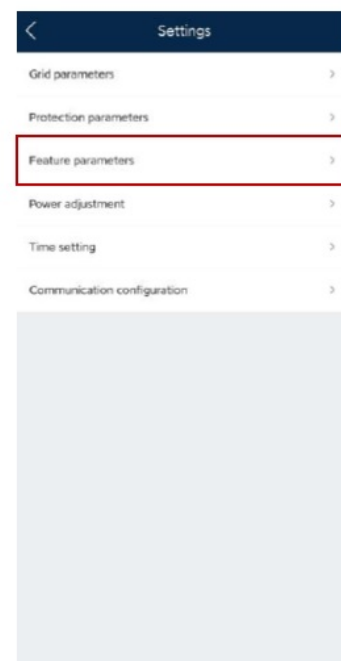 Settings
Grid parameters
Protection parameters
Feature parameters
Power adjustment
Time setting
Communication configuration